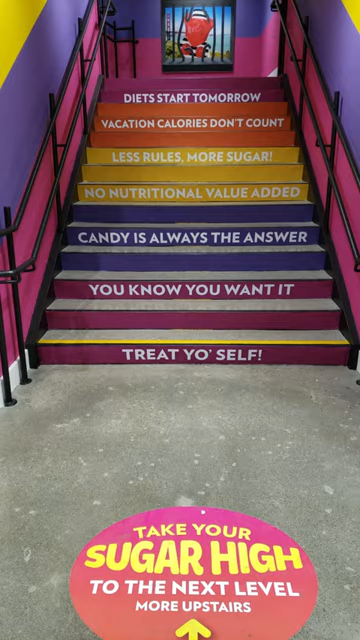 DIETS START TOMORROW
VACATION CALORIES DON'T COUNT
LESS RULES, MORE SUGAR!
NO NUTRITIONAL VALUE ADDED
CANDY IS ALWAYS THE ANSWER
YOU KNOW YOU WANT IT
TREAT YO' SELF!
TAKE YOUR
SUGAR HIGH
TO THE NEXT LEVEL
MORE UPSTAIRS